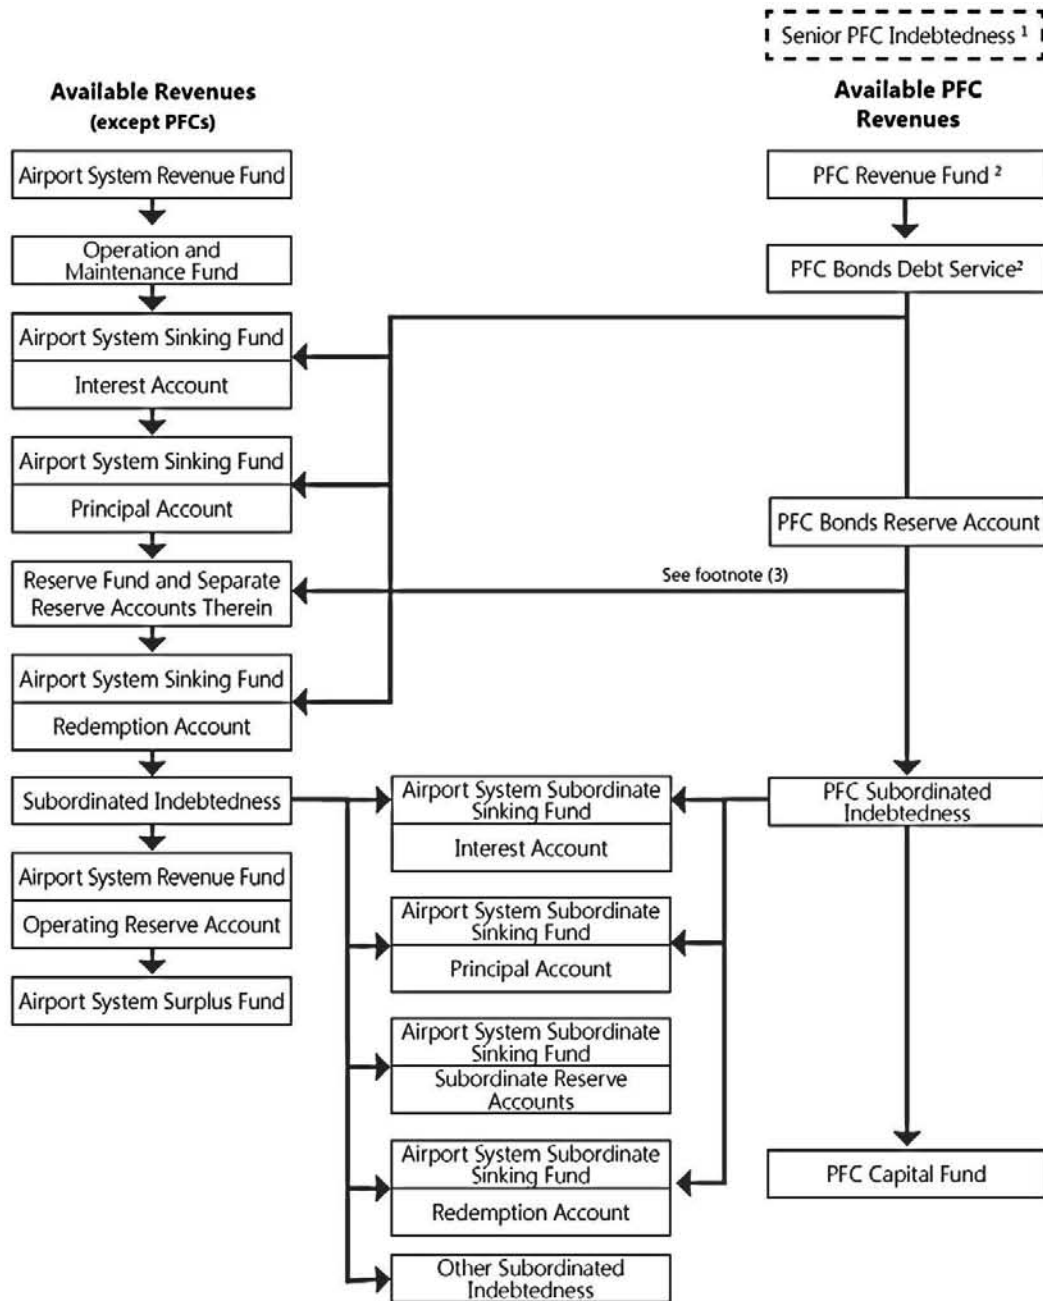 Senior PFC Indebtedness ¹
Available Revenues
(except PFCs)
Available PFC
Revenues
Airport System Revenue Fund
PFC Revenue Fund ²
Operation and
Maintenance Fund
PFC Bonds Debt Service²
Airport System Sinking Fund
Interest Account
Airport System Sinking Fund
Principal Account
PFC Bonds Reserve Account
Reserve Fund and Separate
Reserve Accounts Therein
See footnote (3)
Airport System Sinking Fund
Redemption Account
Subordinated Indebtedness
Airport System Subordinate
Sinking Fund
Interest Account
PFC Subordinated
Indebtedness
Airport System Revenue Fund
Operating Reserve Account
Airport System Subordinate
Sinking Fund
Principal Account
Airport System Surplus Fund
Airport System Subordinate
Sinking Fund
Subordinate Reserve
Accounts
Airport System Subordinate
Sinking Fund
Redemption Account
PFC Capital Fund
Other Subordinated
Indebtedness